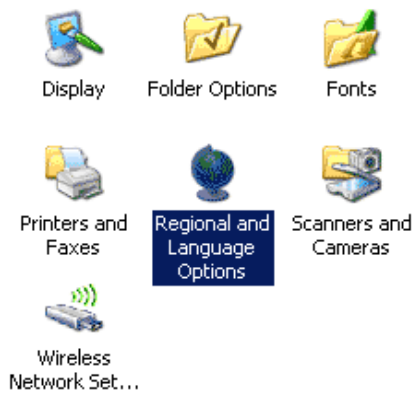 Display
Folder Options
Fonts
Printers and
Faxes
Regional and
Language
Options
Scanners and
Cameras
Wireless
Network Set...